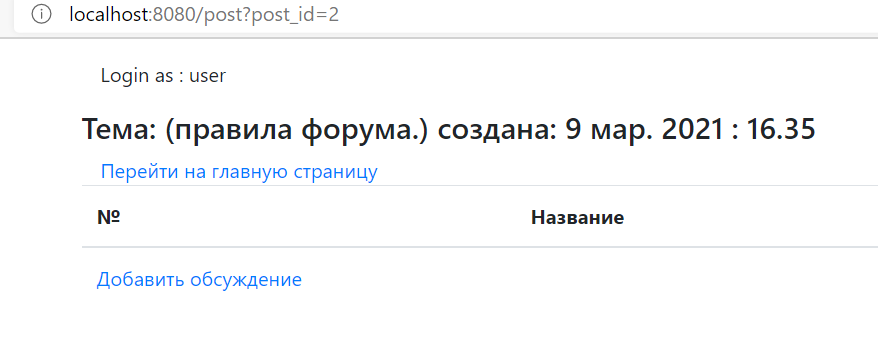 localhost:8080/post?post_id=2
Login as : user
Тема: (правила форума.) создана: 9 мар. 2021 : 16.35
Перейти на главную страницу
№ Название
Добавить обсуждение